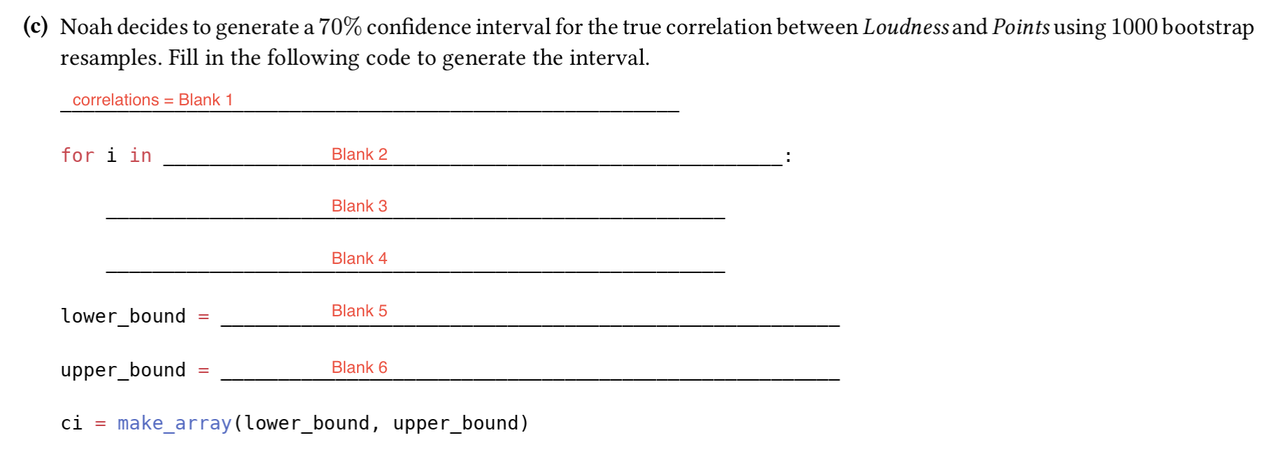 (c) Noah decides to generate a 70% confidence interval for the true correlation between Loudness and Points using 1000 bootstrap
resamples. Fill in the following code to generate the interval.
correlations = Blank 1
for i in Blank 2 :
Blank 3
Blank 4
lower_bound = Blank 5
upper_bound = Blank 6
ci = make_array(lower_bound, upper_bound)